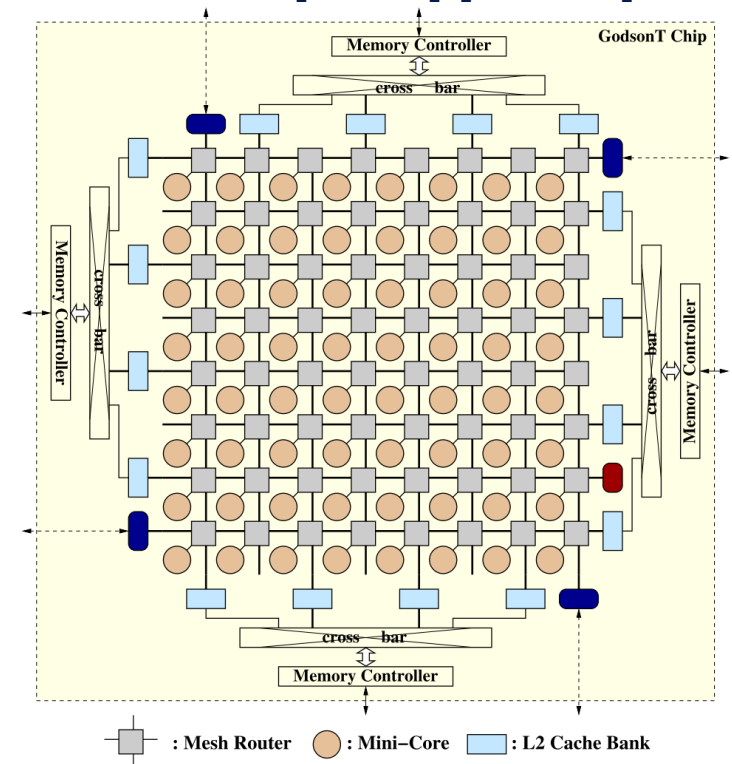 GodsonT Chip
Memory Controller
cross bar
Memory Controller
cross bar
cross bar
Memory Controller
cross bar
Memory Controller
: Mesh Router
: Mini−Core
: L2 Cache Bank